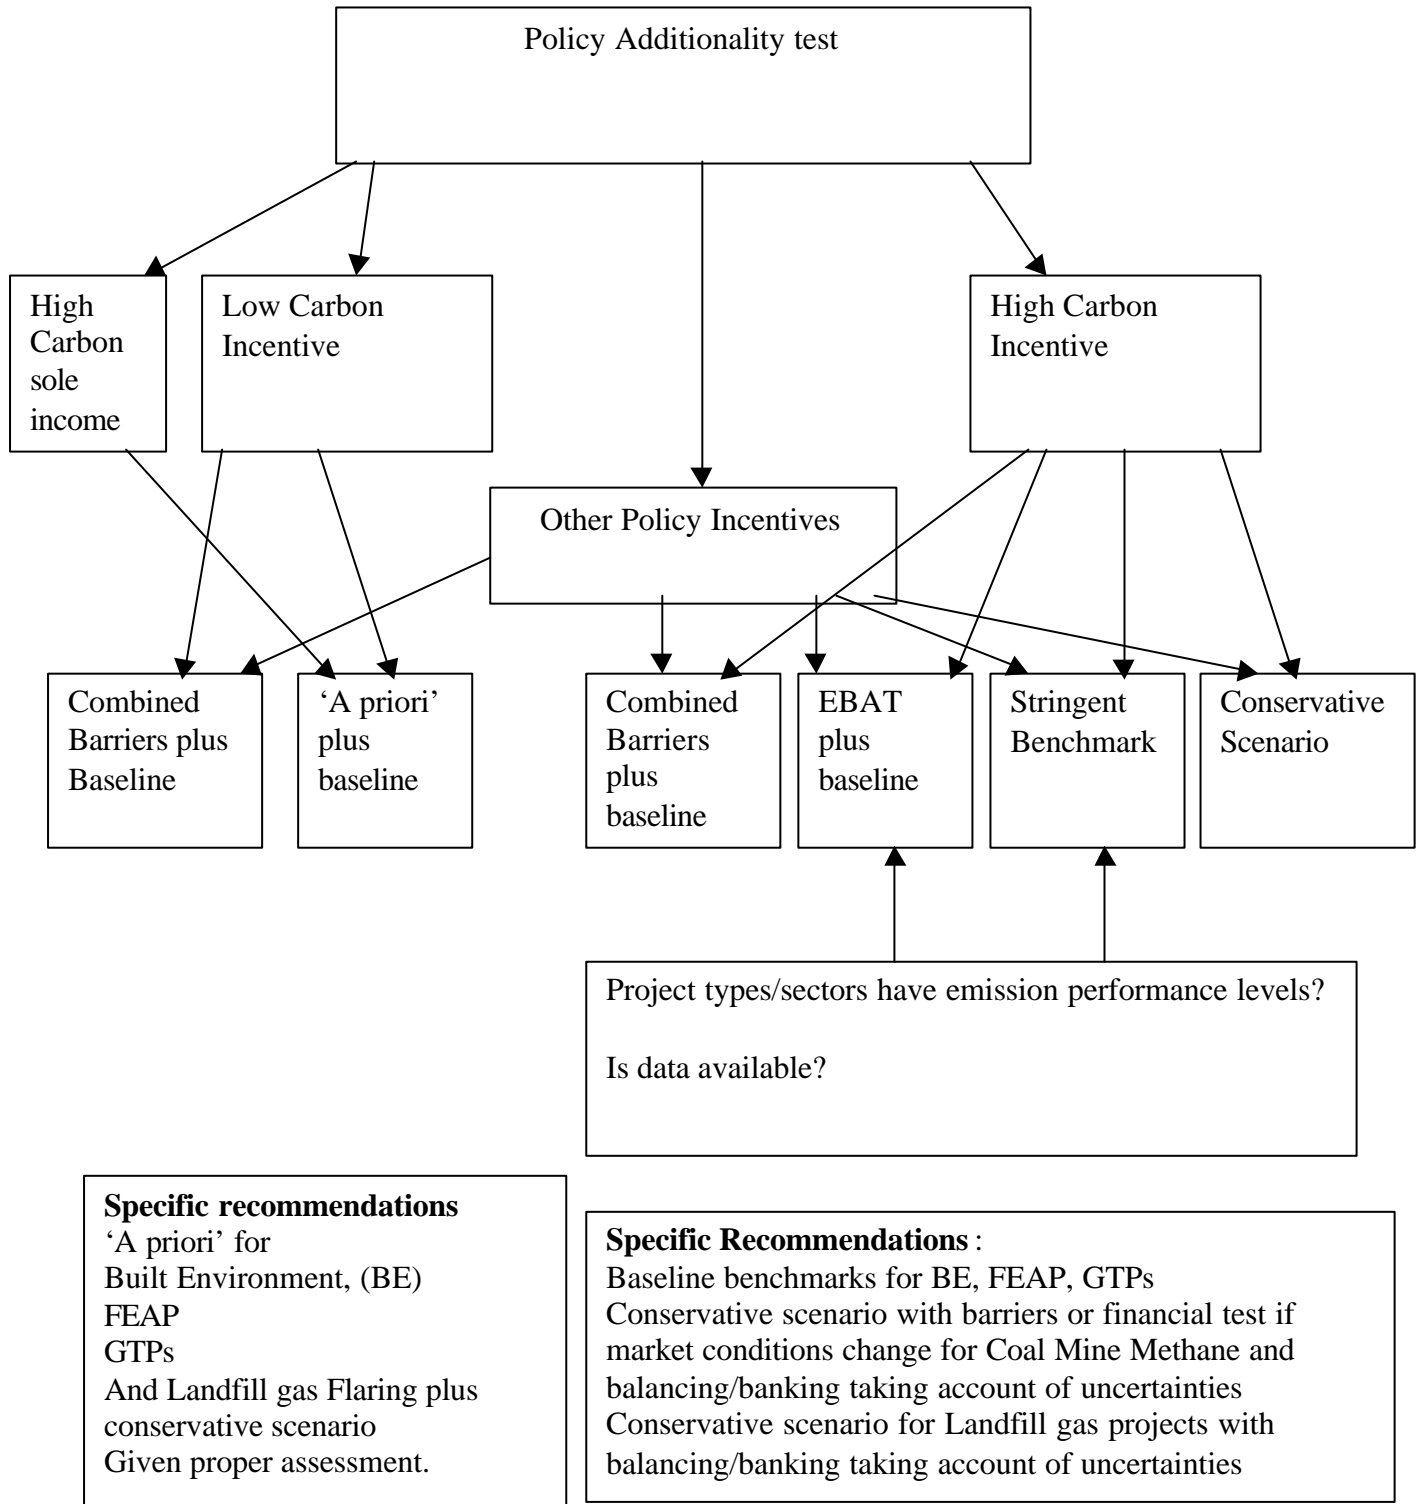 Policy Additionality test
High
Carbon
sole
income
Low Carbon
Incentive
High Carbon
Incentive
Other Policy Incentives
Combined
Barriers plus
Baseline
‘A priori’
plus
baseline
Combined
Barriers
plus
baseline
EBAT
plus
baseline
Stringent
Benchmark
Conservative
Scenario
Project types/sectors have emission performance levels?
Is data available?
Specific recommendations
‘A priori’ for
Built Environment, (BE)
FEAP
GTPs
And Landfill gas Flaring plus
conservative scenario
Given proper assessment.
Specific Recommendations :
Baseline benchmarks for BE, FEAP, GTPs
Conservative scenario with barriers or financial test if
market conditions change for Coal Mine Methane and
balancing/banking taking account of uncertainties
Conservative scenario for Landfill gas projects with
balancing/banking taking account of uncertainties